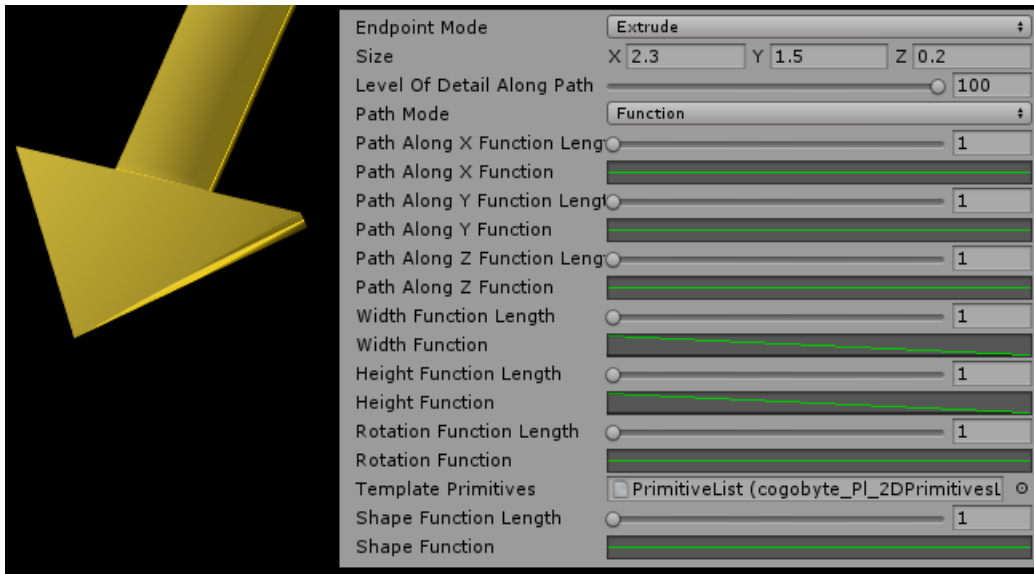 Endpoint Mode Extrude
Size X 2.3 Y 1.5 Z 0.2
Level Of Detail Along Path 100
Path Mode Function
Path Along X Function Leng 1
Path Along X Function
Path Along Y Function Lengt 1
Path Along Y Function
Path Along Z Function Leng 1
Path Along Z Function
Width Function Length 1
Width Function
Height Function Length 1
Height Function
Rotation Function Length 1
Rotation Function
Template Primitives PrimitiveList (cogobyte_Pl_2DPrimitivesL
Shape Function Length 1
Shape Function